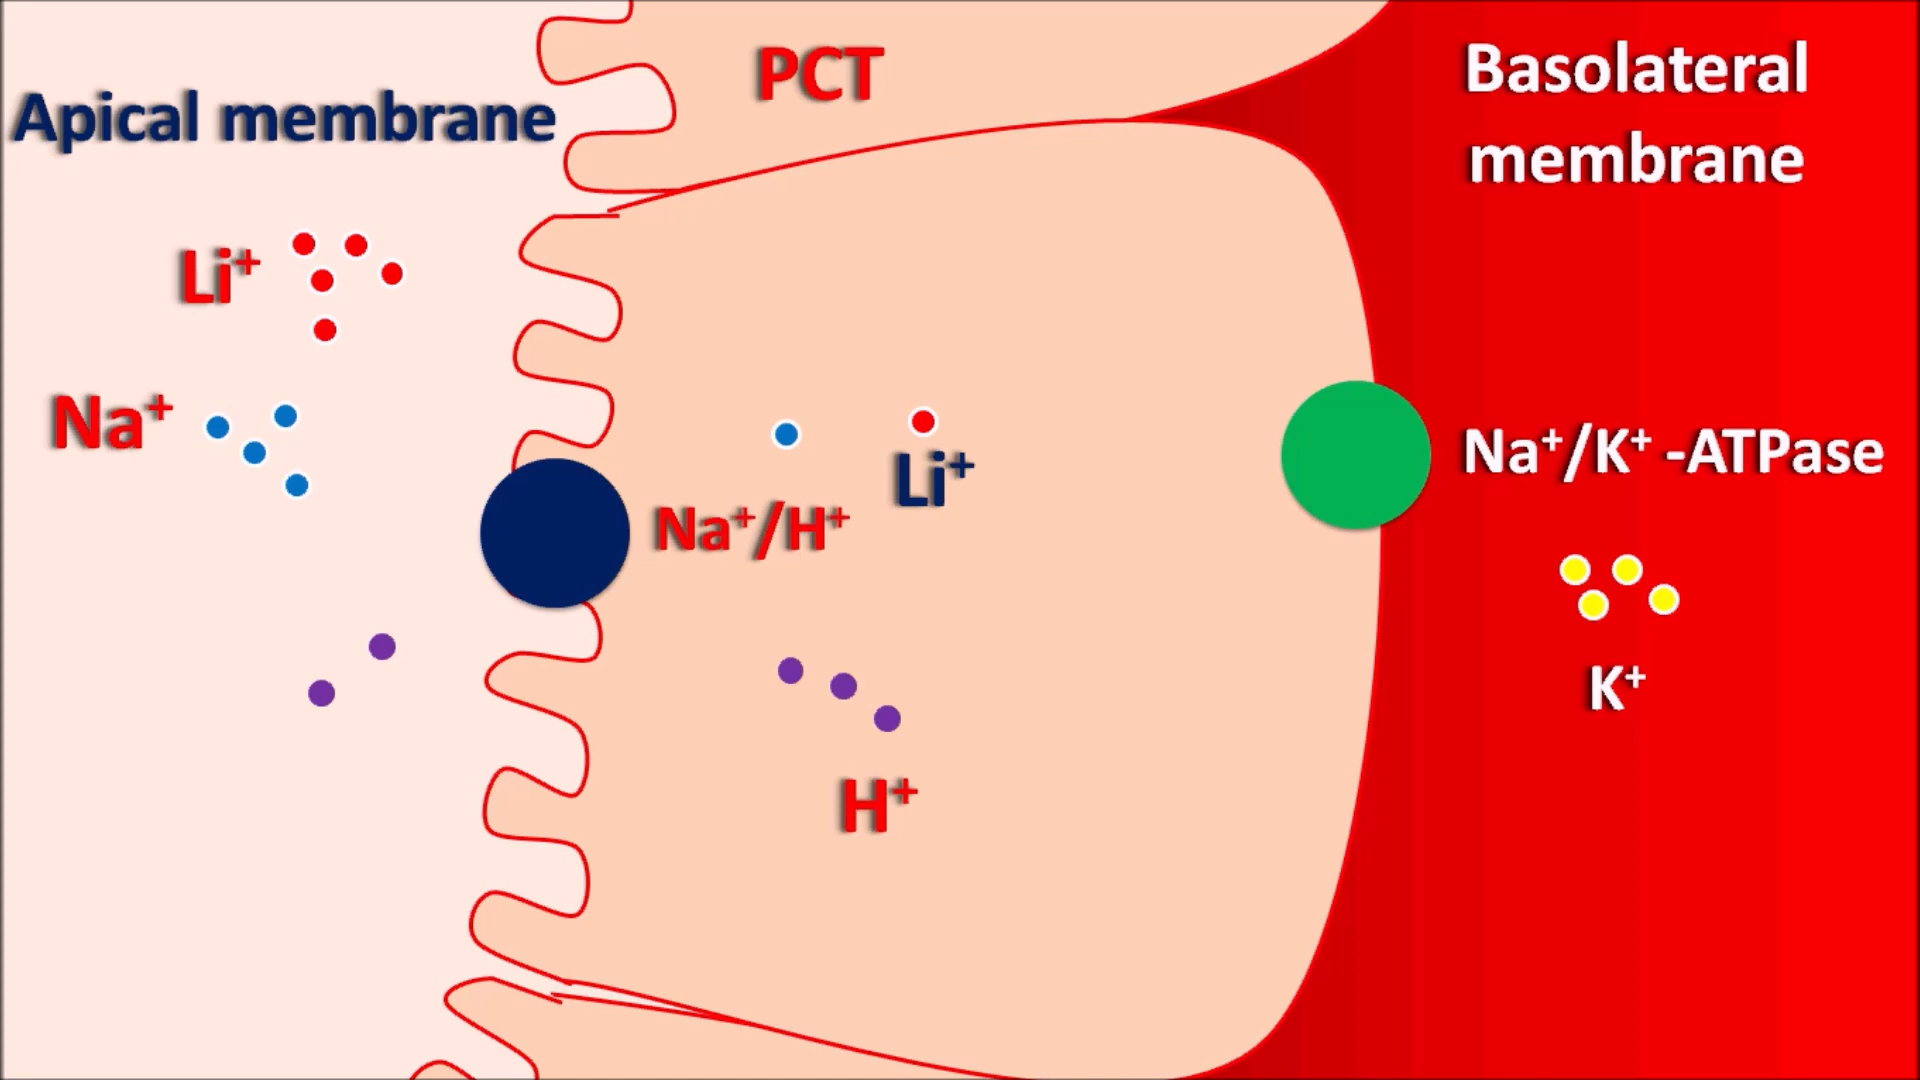 PCT
Apical membrane
Basolateral
membrane
Li⁺
Na⁺
Li⁺
Na⁺/H⁺
Na⁺/K⁺ -ATPase
K⁺
H⁺